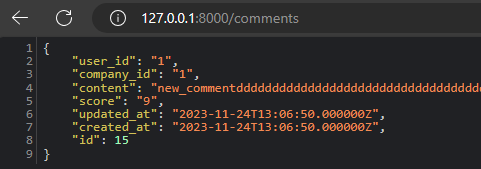 127.0.0.1:8000/comments
1 {
2 "user_id": "1",
3 "company_id": "1",
4 "content":
5 "score": "9",
6 "updated_at": "2023-11-24T13:06:50.000000Z",
7 "created_at": "2023-11-24T13:06:50.000000Z",
8 "id": 15
9 }